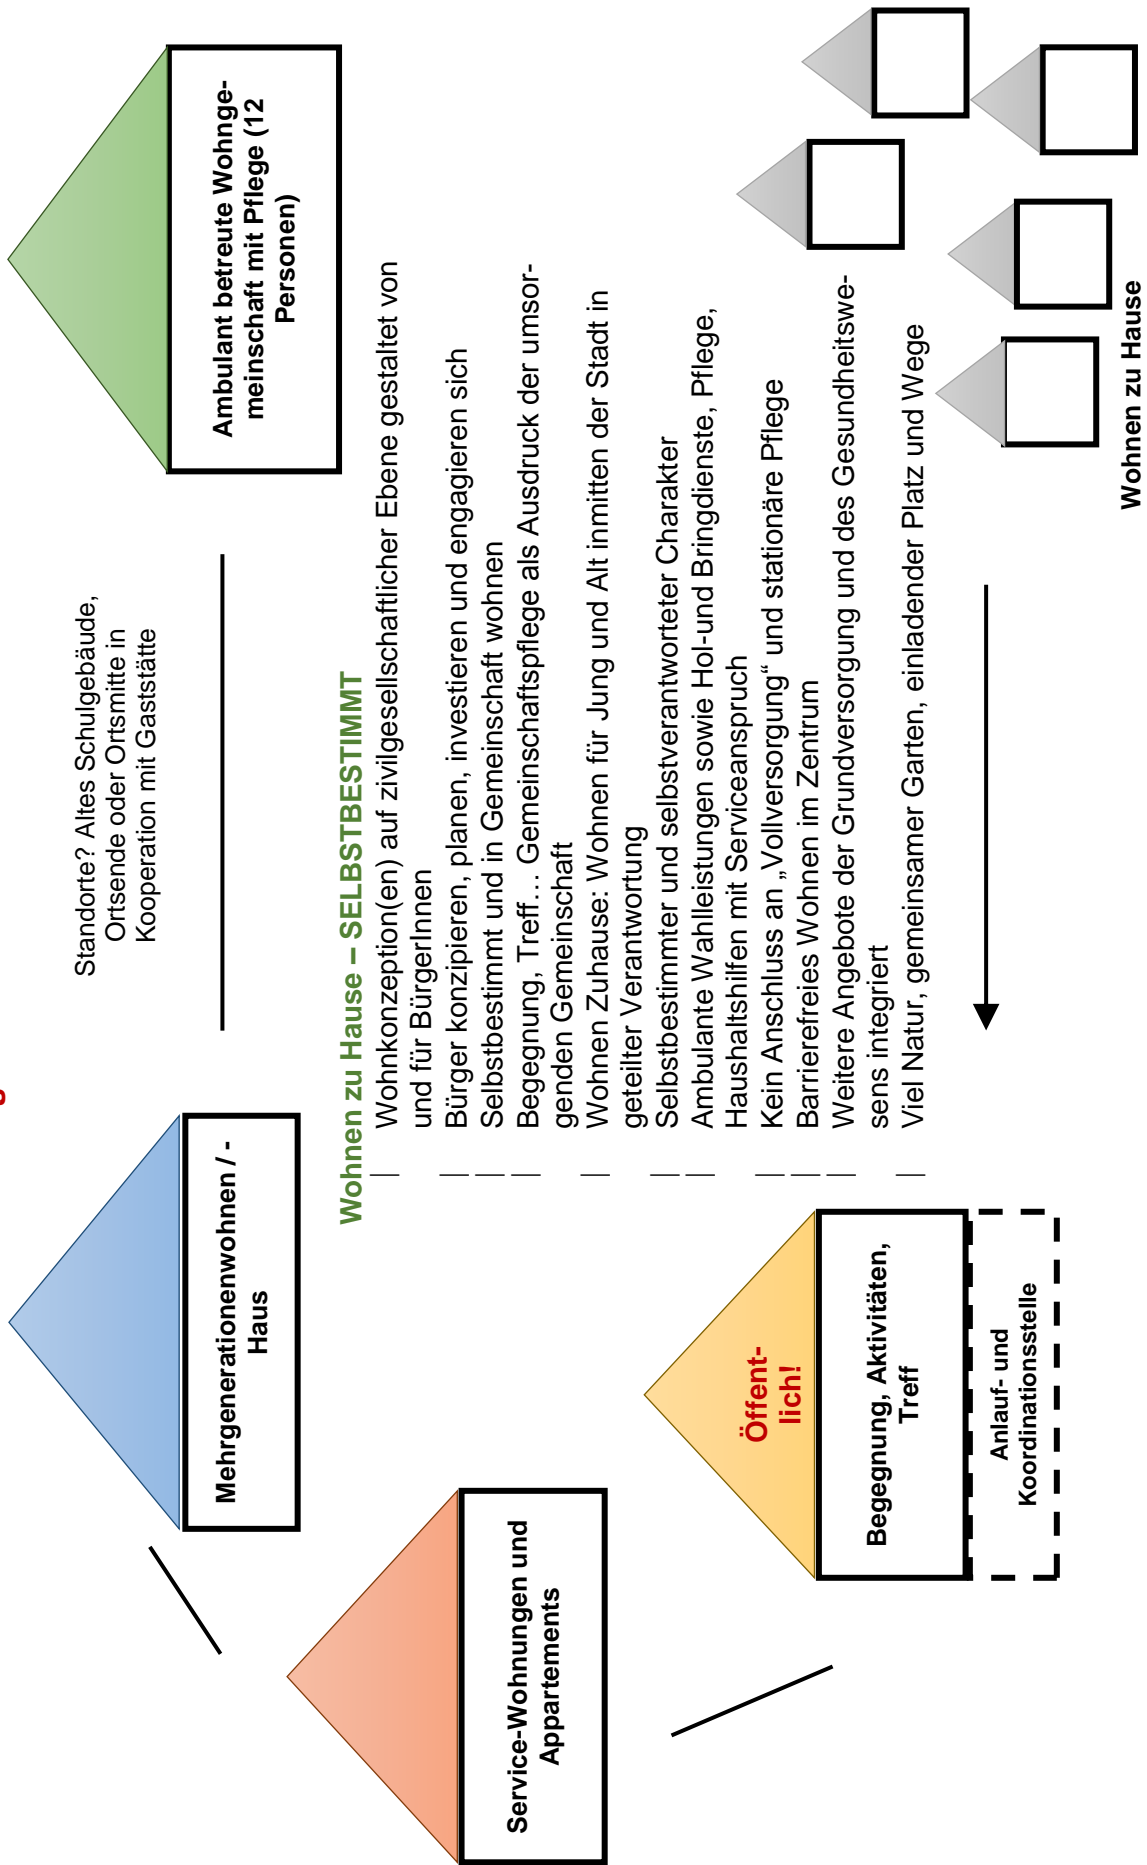 Standorte? Altes Schulgebäude,
Ortsende oder Ortsmitte in
Kooperation mit Gaststätte
Mehrgenerationenwohnen / -
Haus
Ambulant betreute Wohnge-
meinschaft mit Pflege (12
Personen)
Service-Wohnungen und
Appartements
Wohnen zu Hause – SELBSTBESTIMMT
Wohnkonzeption(en) auf zivilgesellschaftlicher Ebene gestaltet von
und für BürgerInnen
Bürger konzipieren, planen, investieren und engagieren sich
Selbstbestimmt und in Gemeinschaft wohnen
Begegnung, Treff… Gemeinschaftspflege als Ausdruck der umsor-
genden Gemeinschaft
Wohnen Zuhause: Wohnen für Jung und Alt inmitten der Stadt in
geteilter Verantwortung
Selbstbestimmter und selbstverantworteter Charakter
Ambulante Wahlleistungen sowie Hol-und Bringdienste, Pflege,
Haushaltshilfen mit Serviceanspruch
Kein Anschluss an „Vollversorgung“ und stationäre Pflege
Barrierefreies Wohnen im Zentrum
Weitere Angebote der Grundversorgung und des Gesundheitswe-
sens integriert
Viel Natur, gemeinsamer Garten, einladender Platz und Wege
Öffent-
lich!
Begegnung, Aktivitäten,
Treff
Anlauf- und
Koordinationsstelle
Wohnen zu Hause